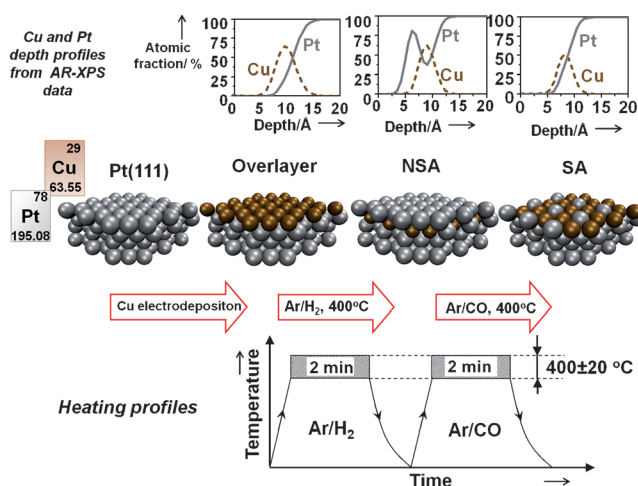 Cu and Pt
depth profiles
from AR-XPS
data
Atomic
fraction/ %
100
75
50
25
0
Pt
Cu
0 5 10 15 20
Depth/Å
100
75
50
25
0
Pt
Cu
0 5 10 15 20
Depth/Å
100
75
50
25
0
Pt
Cu
0 5 10 15 20
Depth/Å
29
Cu
63.55
78
Pt
195.08
Pt(111)
Overlayer
NSA
SA
Cu electrodepositon
Ar/H₂, 400ºC
Ar/CO, 400ºC
Heating profiles
Temperature
2 min
2 min
400±20 ºC
Ar/H₂
Ar/CO
Time